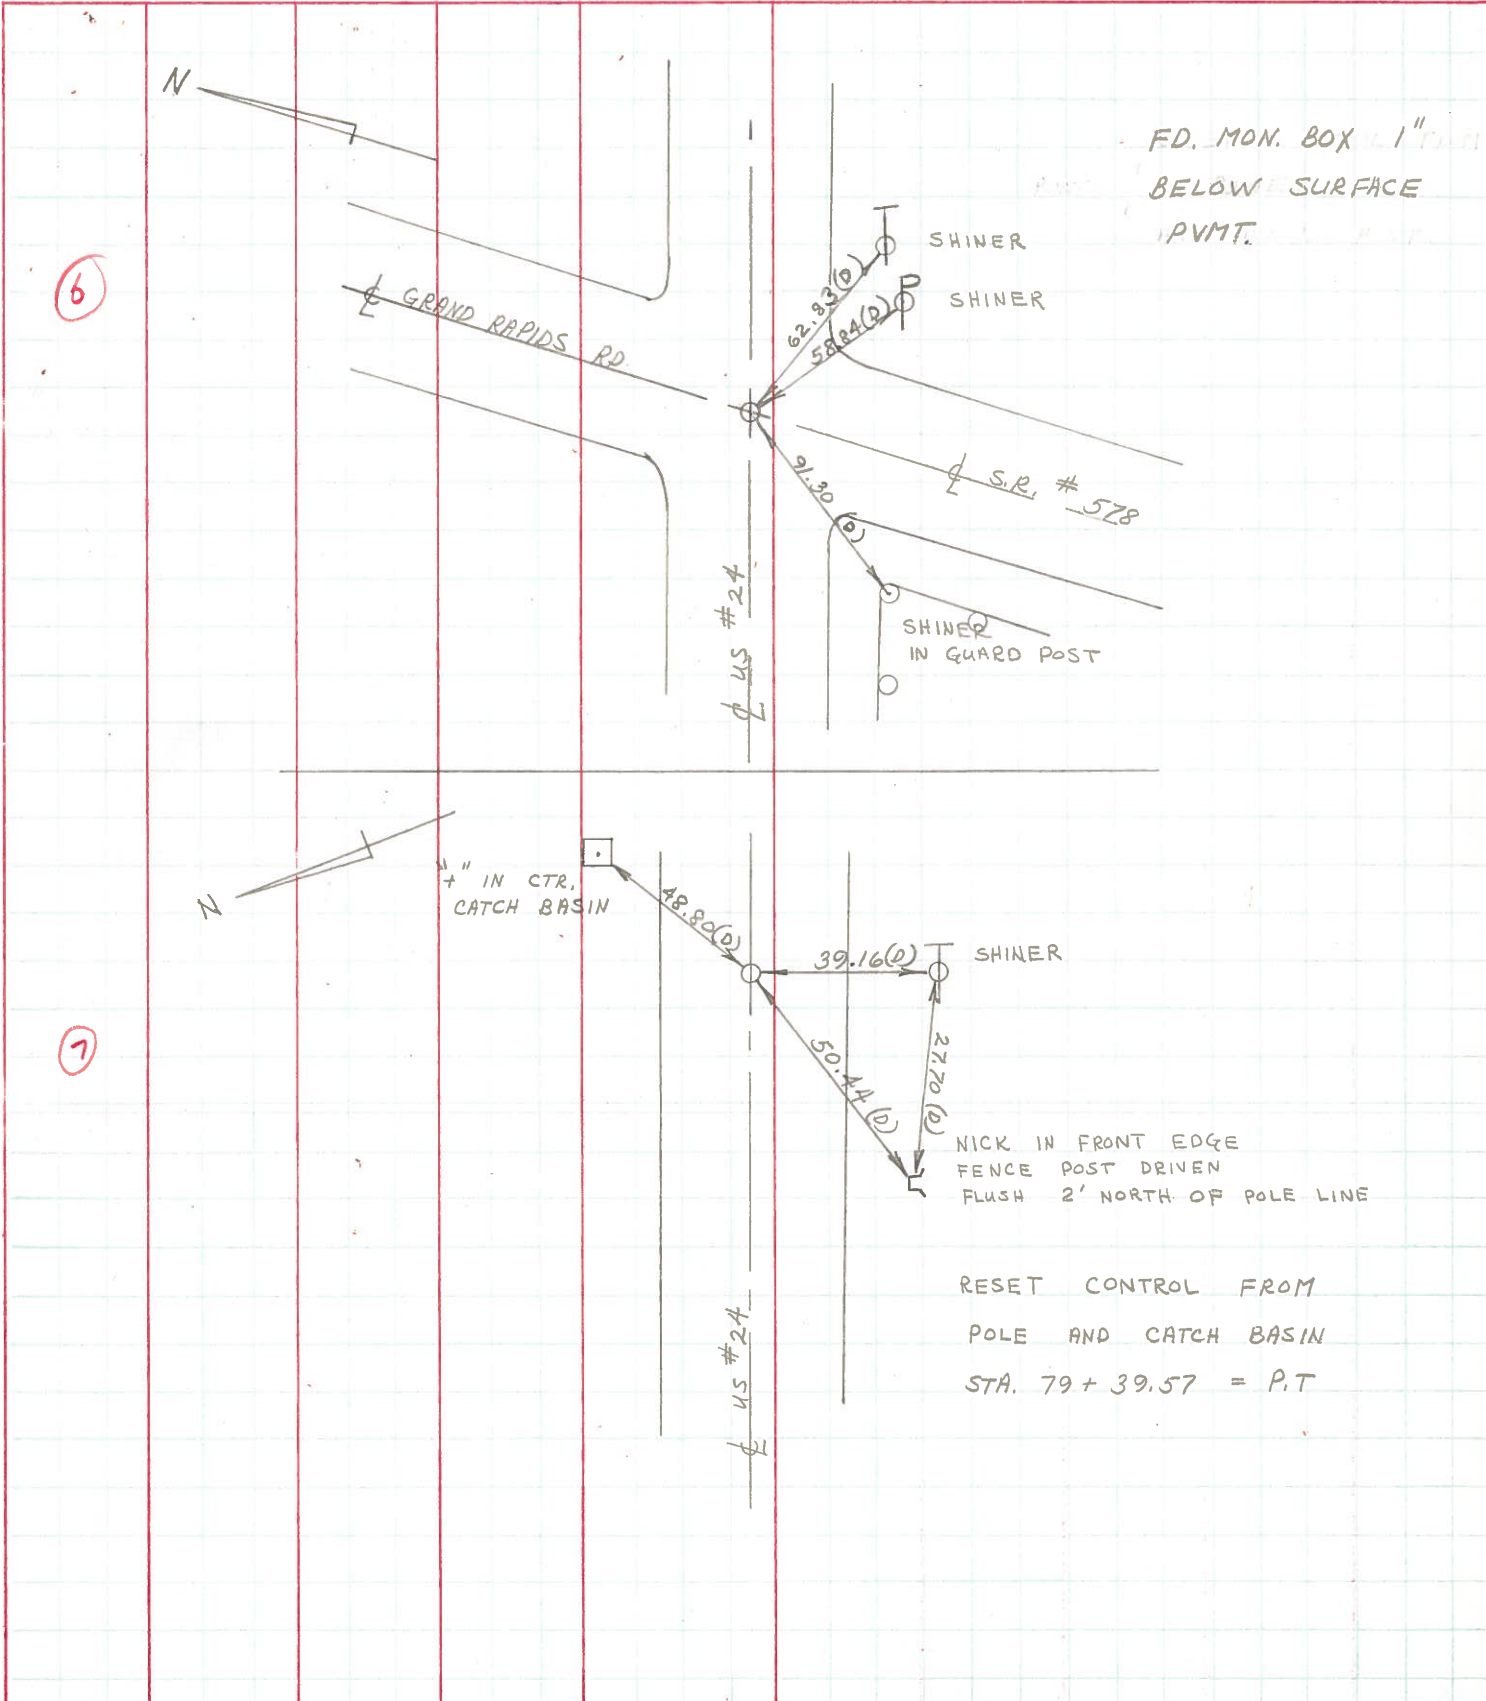 N
FD. MON. BOX 1"
BELOW SURFACE
PVMT.
SHINER
SHINER
62.83(D)
58.84(D)
6
℄ GRAND RAPIDS RD.
91.30 (D)
℄ S.R. # 578
℄ US #24
SHINER
IN GUARD POST
N
"+" IN CTR.
CATCH BASIN
48.80(D)
39.16(D)
SHINER
7
50.44(D)
27.70(D)
NICK IN FRONT EDGE
FENCE POST DRIVEN
FLUSH 2' NORTH OF POLE LINE
RESET CONTROL FROM
POLE AND CATCH BASIN
STA. 79+39.57 = P.T
℄ US #24